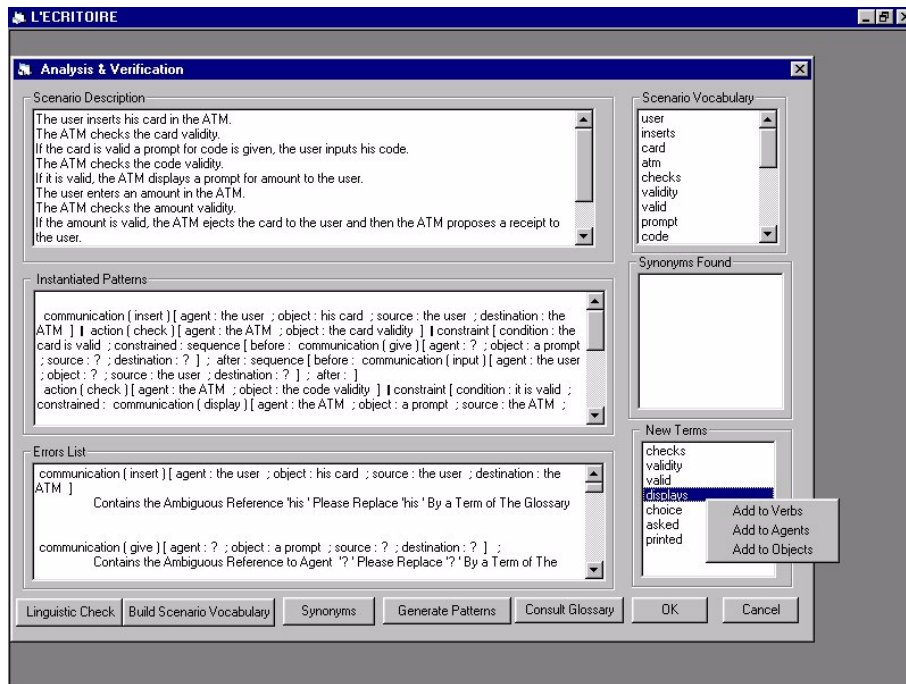 L'ECRITOIRE
Analysis & Verification
Scenario Description
The user inserts his card in the ATM.
The ATM checks the card validity.
If the card is valid a prompt for code is given, the user inputs his code.
The ATM checks the code validity.
If it is valid, the ATM displays a prompt for amount to the user.
The user enters an amount in the ATM.
The ATM checks the amount validity.
If the amount is valid, the ATM ejects the card to the user and then the ATM proposes a receipt to
the user.
Scenario Vocabulary
user
inserts
card
atm
checks
validity
valid
prompt
code
Instantiated Patterns
communication ( insert ) [ agent : the user ; object : his card ; source : the user ; destination : the
ATM ] | action ( check ) [ agent : the ATM ; object : the card validity ] | constraint [ condition : the
card is valid ; constrained : sequence [ before : communication ( give ) [ agent : ? ; object : a prompt
; source : ? ; destination : ? ] ; after : sequence [ before : communication ( input ) [ agent : the user
; object : ? ; source : the user ; destination : ? ] ; after : ]
action ( check ) [ agent : the ATM ; object : the code validity ] | constraint [ condition : it is valid ;
constrained : communication ( display ) [ agent : the ATM ; object : a prompt ; source : the ATM ;
Synonyms Found
Errors List
communication ( insert ) [ agent : the user ; object : his card ; source : the user ; destination : the
ATM ]
Contains the Ambiguous Reference 'his ' Please Replace 'his ' By a Term of The Glossary
communication ( give ) [ agent : ? ; object : a prompt ; source : ? ; destination : ? ] ;
Contains the Ambiguous Reference to Agent '? ' Please Replace '? ' By a Term of The
New Terms
checks
validity
valid
displays
choice
asked
printed
Add to Verbs
Add to Agents
Add to Objects
Linguistic Check
Build Scenario Vocabulary
Synonyms
Generate Patterns
Consult Glossary
OK
Cancel